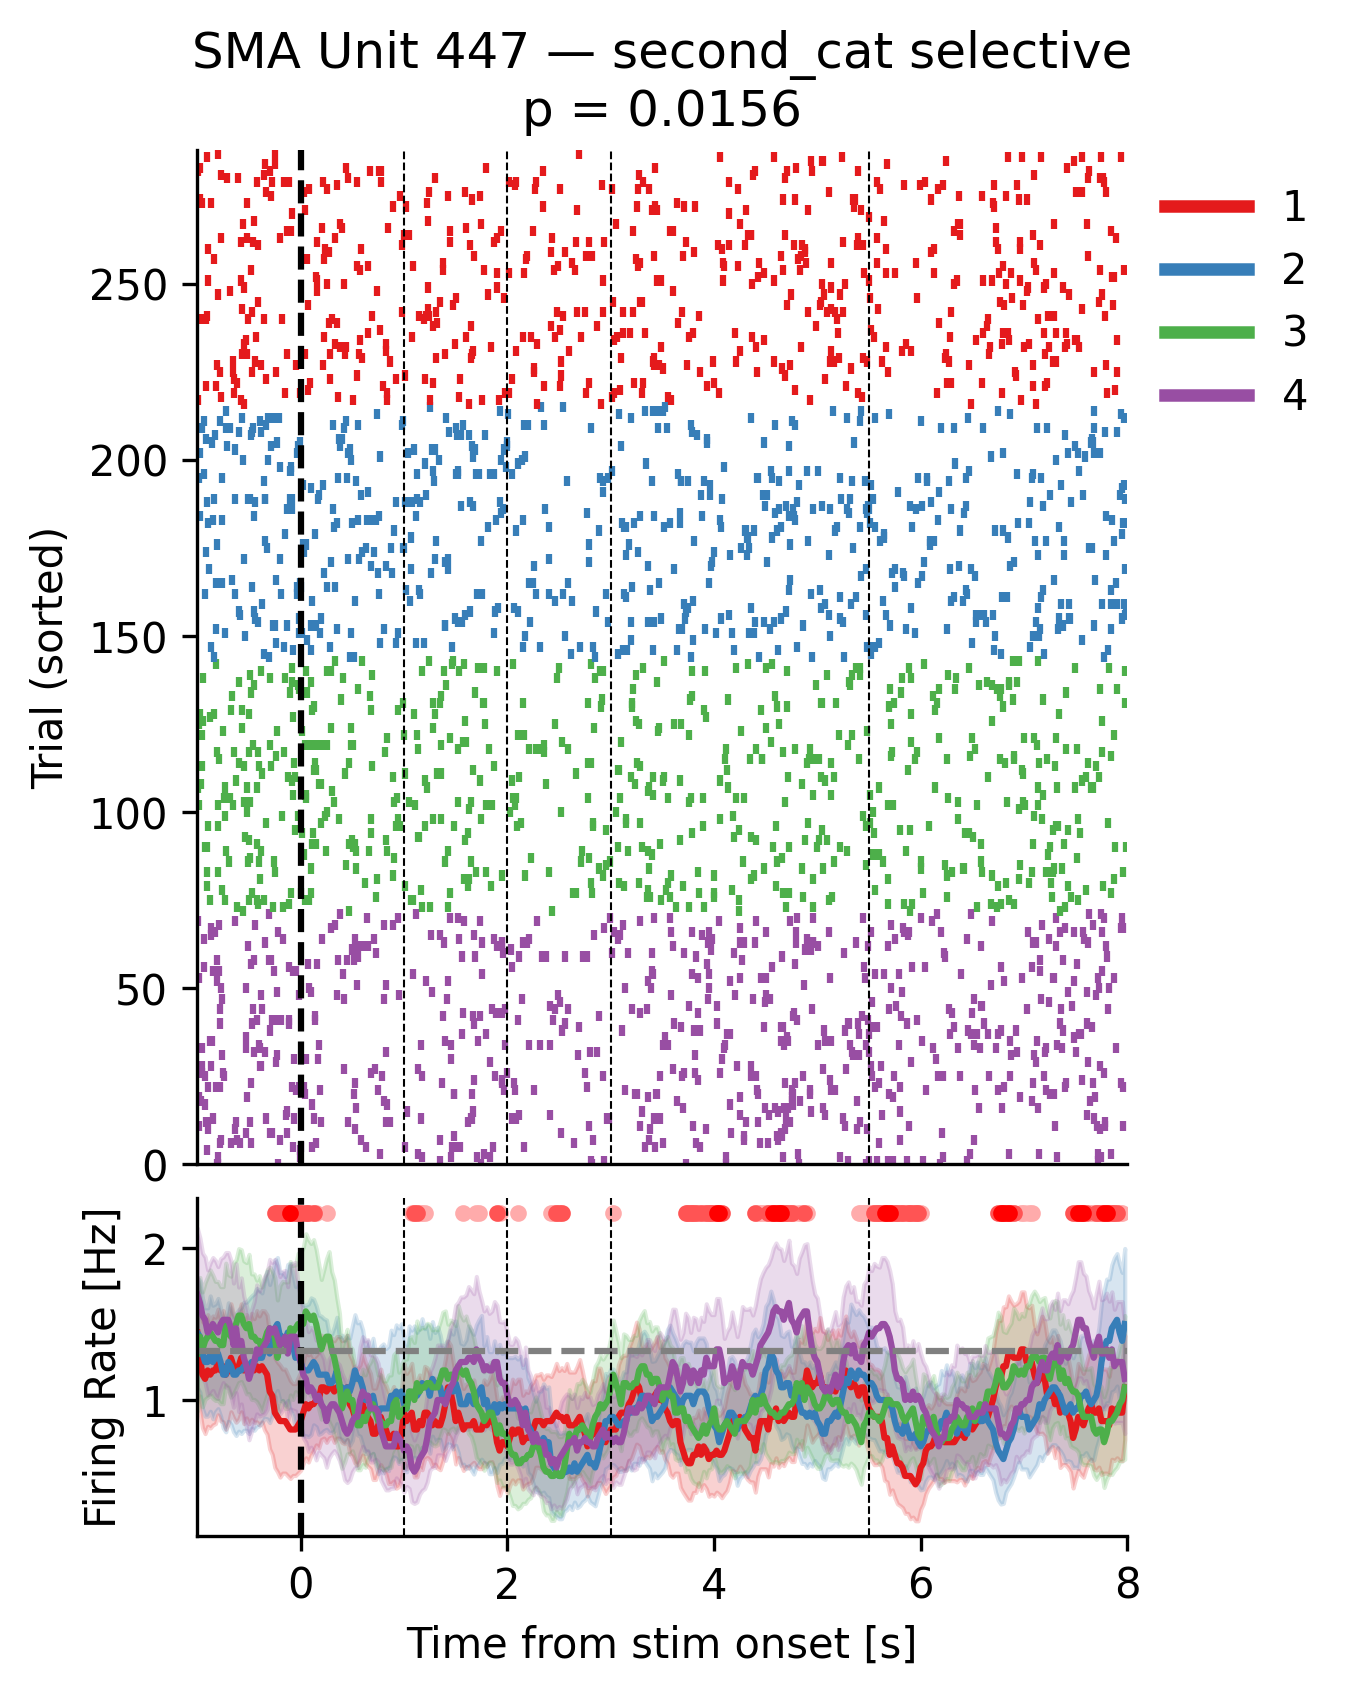 SMA Unit 447 — second_cat selective
p = 0.0156
1
2
3
4
250
200
150
100
50
0
Trial (sorted)
2
1
Firing Rate [Hz]
0 2 4 6 8
Time from stim onset [s]